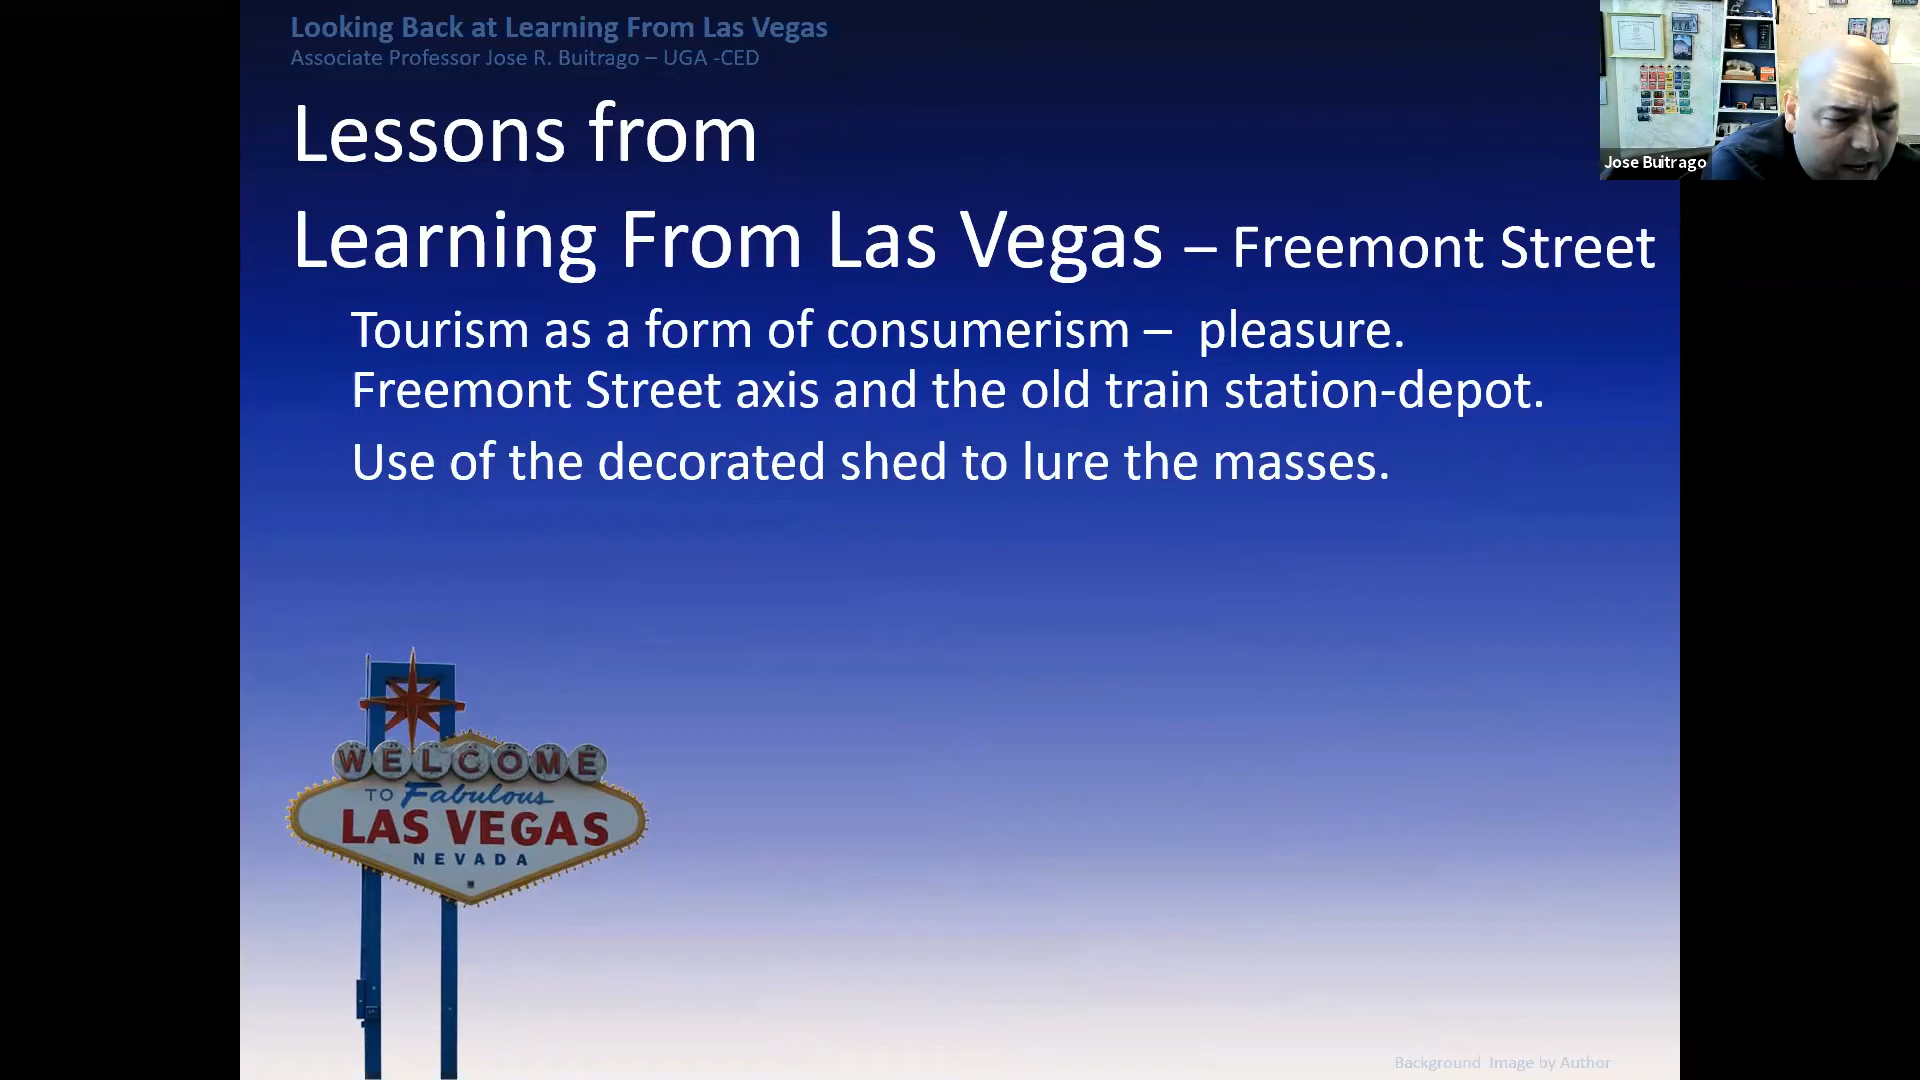 Looking Back at Learning From Las Vegas
Associate Professor Jose R. Buitrago – UGA -CED
Lessons from
Learning From Las Vegas – Freemont Street
Tourism as a form of consumerism – pleasure.
Freemont Street axis and the old train station-depot.
Use of the decorated shed to lure the masses.
WELCOME
TO Fabulous
LAS VEGAS
NEVADA
Background Image by Author
Jose Buitrago